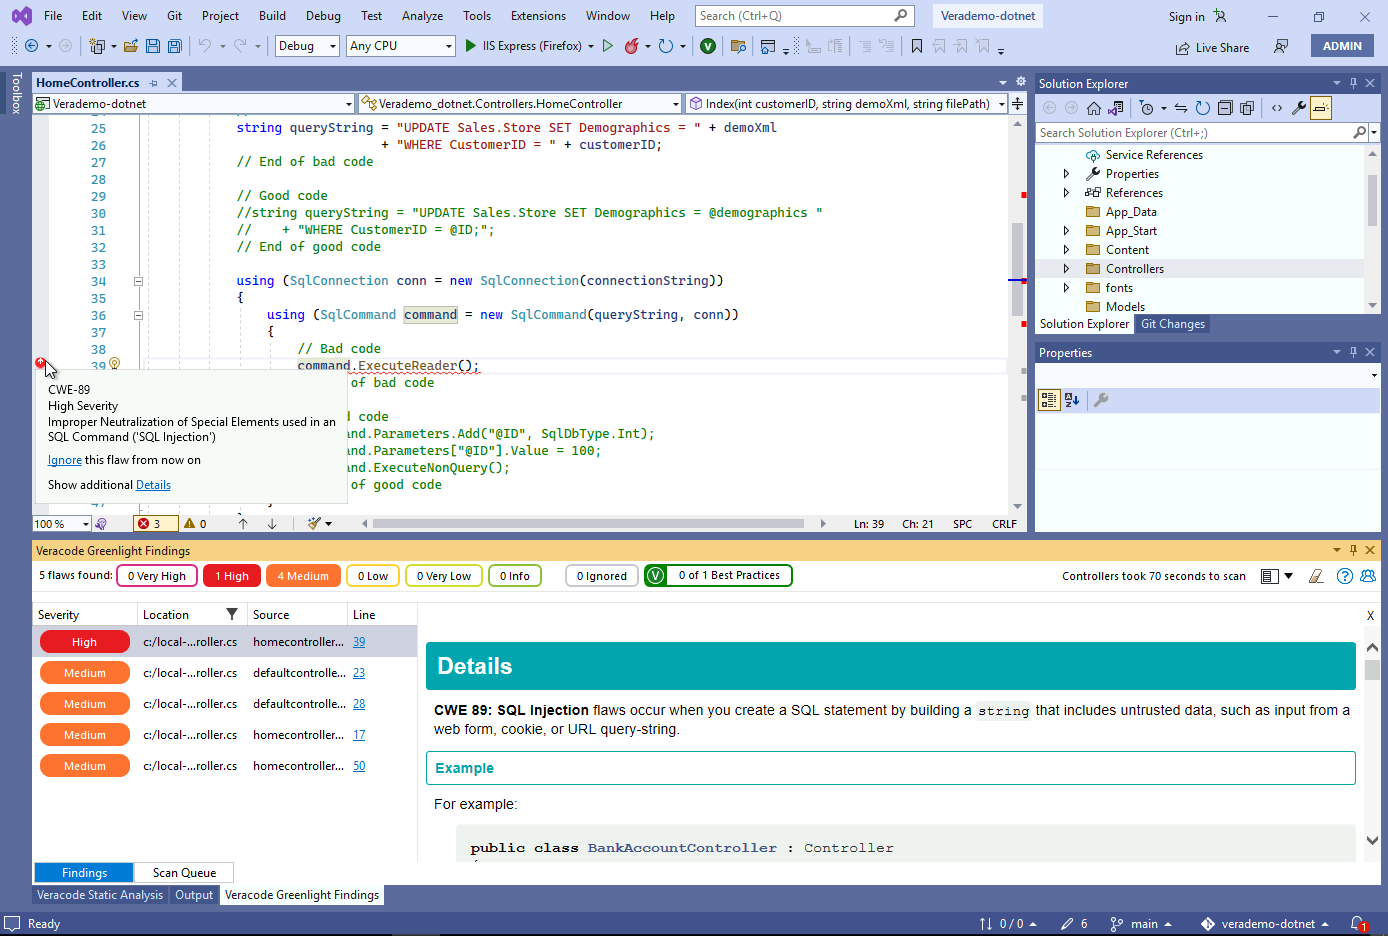 File Edit View Git Project Build Debug Test Analyze Tools Extensions Window Help Search (Ctrl+Q) Verademo-dotnet Sign in
Debug Any CPU IIS Express (Firefox) Live Share ADMIN
Toolbox
HomeController.cs
Verademo-dotnet Verademo_dotnet.Controllers.HomeController Index(int customerID, string demoXml, string filePath)
25 string queryString = "UPDATE Sales.Store SET Demographics = " + demoXml
26 + "WHERE CustomerID = " + customerID;
27 // End of bad code
28
29 // Good code
30 //string queryString = "UPDATE Sales.Store SET Demographics = @demographics "
31 // + "WHERE CustomerID = @ID;";
32 // End of good code
33
34 using (SqlConnection conn = new SqlConnection(connectionString))
35 {
36 using (SqlCommand command = new SqlCommand(queryString, conn))
37 {
38 // Bad code
39 command.ExecuteReader();
of bad code
d code
nd.Parameters.Add("@ID", SqlDbType.Int);
nd.Parameters["@ID"].Value = 100;
nd.ExecuteNonQuery();
of good code
CWE-89
High Severity
Improper Neutralization of Special Elements used in an
SQL Command ('SQL Injection')
Ignore this flaw from now on
Show additional Details
100 % 3 0 Ln: 39 Ch: 21 SPC CRLF
Solution Explorer
Search Solution Explorer (Ctrl+;)
Service References
Properties
References
App_Data
App_Start
Content
Controllers
fonts
Models
Solution Explorer Git Changes
Properties
Veracode Greenlight Findings
5 flaws found: 0 Very High 1 High 4 Medium 0 Low 0 Very Low 0 Info 0 Ignored V 0 of 1 Best Practices Controllers took 70 seconds to scan
Severity Location Source Line X
High c:/local-...roller.cs homecontroller... 39
Medium c:/local-...roller.cs defaultcontrolle... 23
Medium c:/local-...roller.cs defaultcontrolle... 28
Medium c:/local-...roller.cs homecontroller... 17
Medium c:/local-...roller.cs homecontroller... 50
Details
CWE 89: SQL Injection flaws occur when you create a SQL statement by building a string that includes untrusted data, such as input from a
web form, cookie, or URL query-string.
Example
For example:
public class BankAccountController : Controller
Findings Scan Queue
Veracode Static Analysis Output Veracode Greenlight Findings
Ready 0 / 0 6 main verademo-dotnet 1